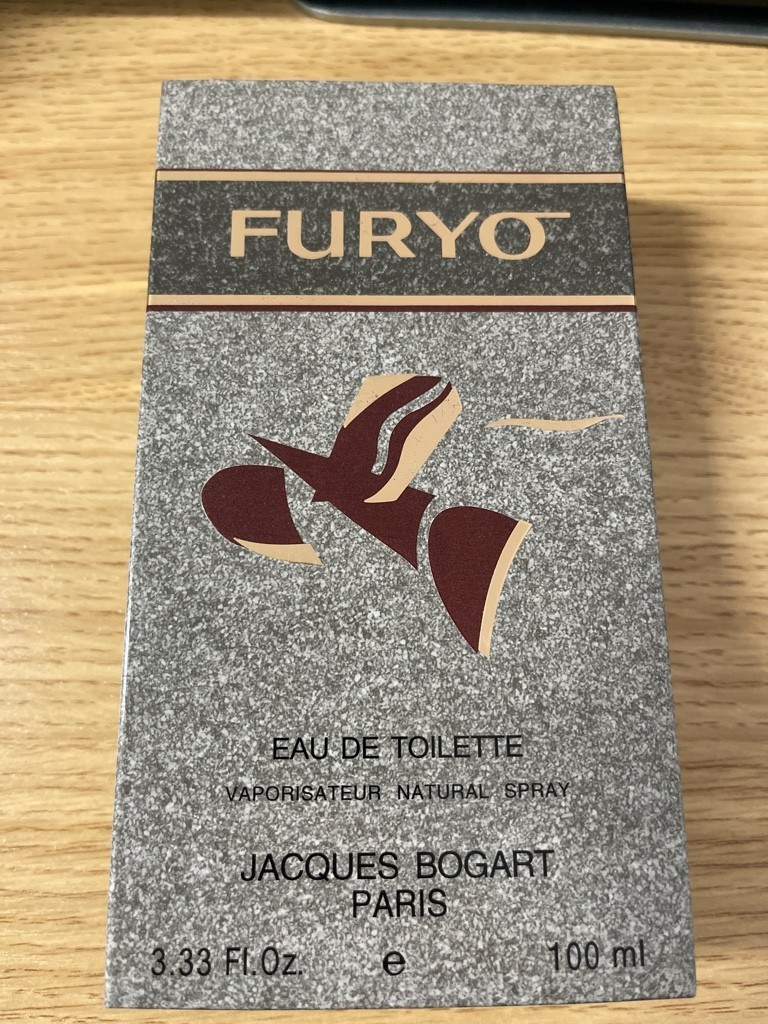 FURYO
EAU DE TOILETTE
VAPORISATEUR NATURAL SPRAY
JACQUES BOGART
PARIS
3.33 Fl.Oz. e 100 ml